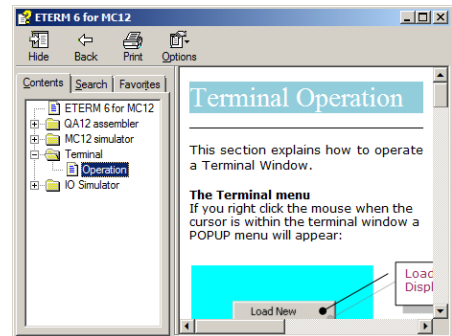 ETERM 6 for MC12
Hide Back Print Options
Contents Search Favorites
ETERM 6 for MC12
QA12 assembler
MC12 simulator
Terminal
Operation
IO Simulator
Terminal Operation
This section explains how to operate
a Terminal Window.
The Terminal menu
If you right click the mouse when the
cursor is within the terminal window a
POPUP menu will appear:
Load New
Load
Displ